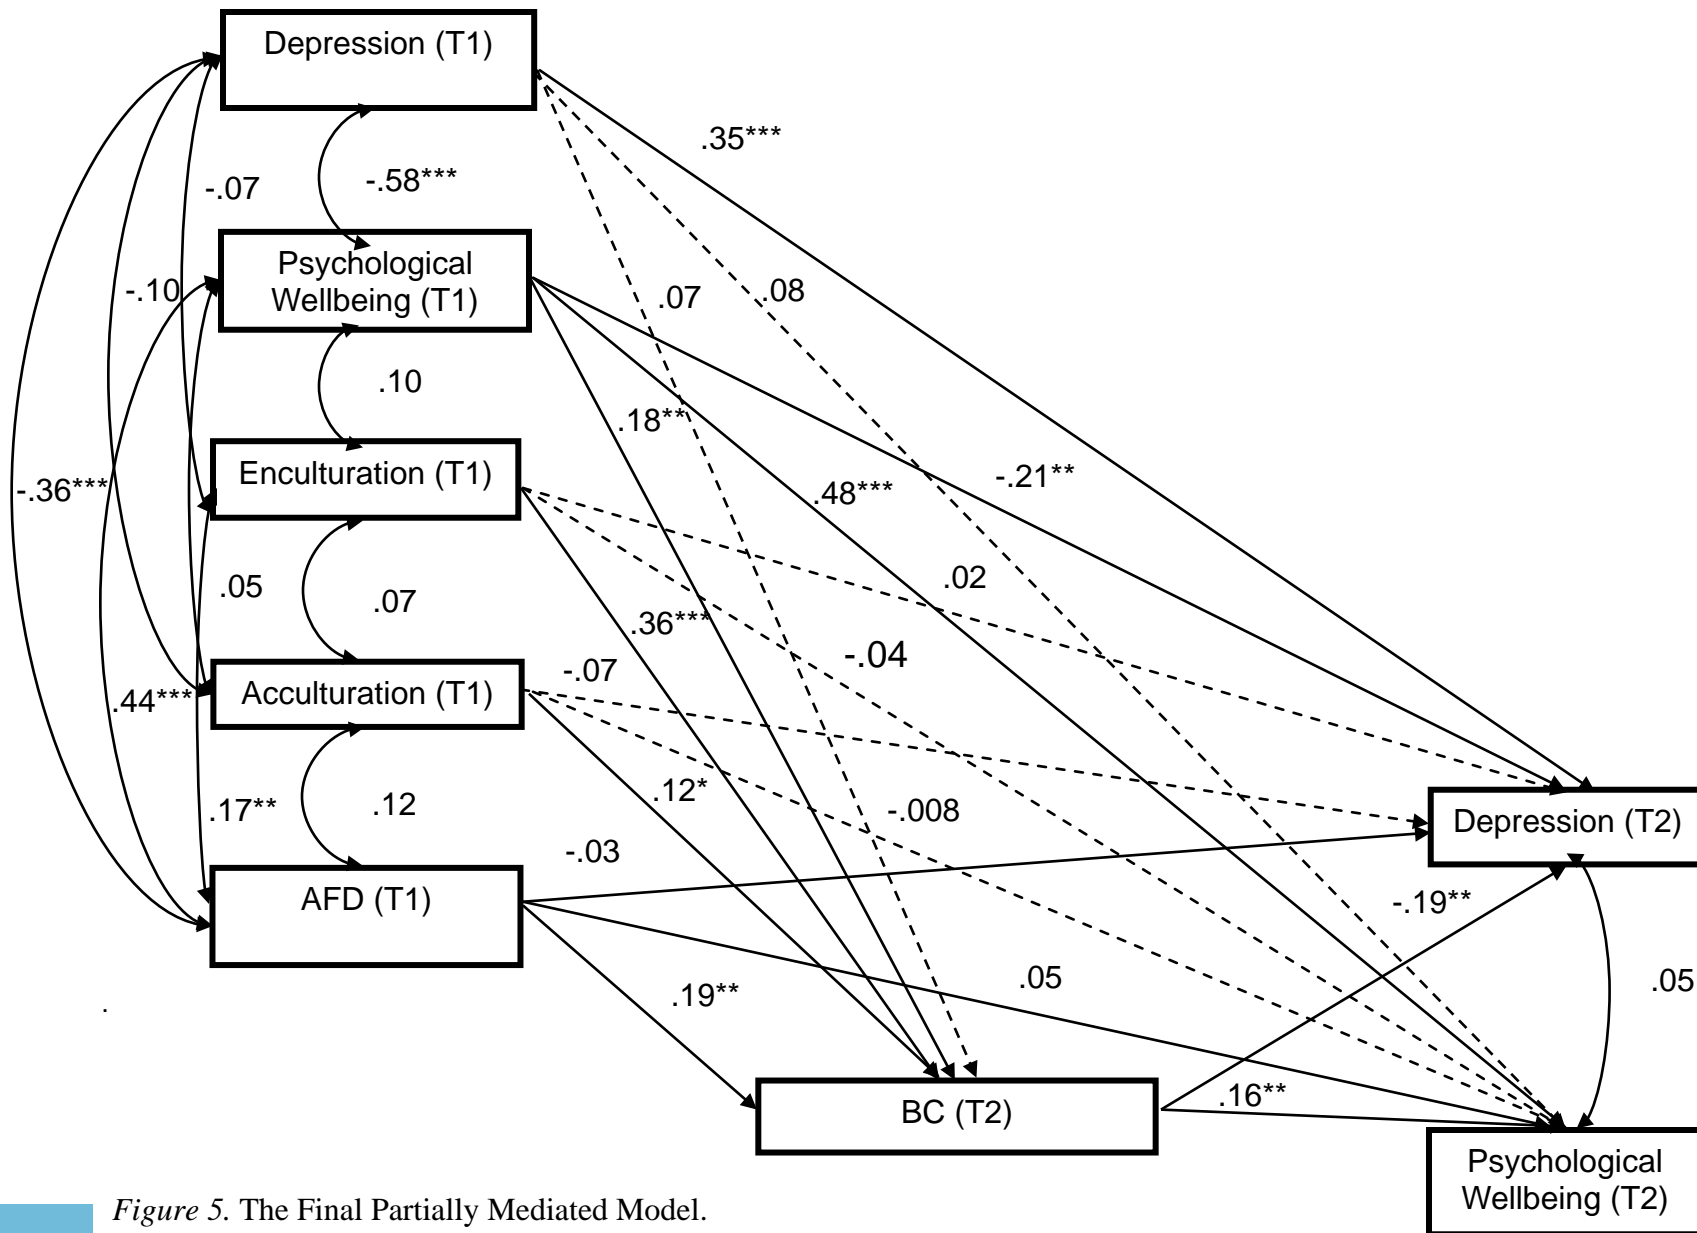 Depression (T1)
.35***
-.07
-.58***
Psychological
Wellbeing (T1)
-.10
.07
.08
.10
.18**
Enculturation (T1)
-.36***
.48***
-.21**
.05
.07
.02
.36***
-.04
-.07
Acculturation (T1)
.44***
.17**
.12
.12*
-.008
Depression (T2)
-.03
AFD (T1)
-.19**
.19**
.05
.05
.
BC (T2)
.16**
Psychological
Wellbeing (T2)
Figure 5. The Final Partially Mediated Model.